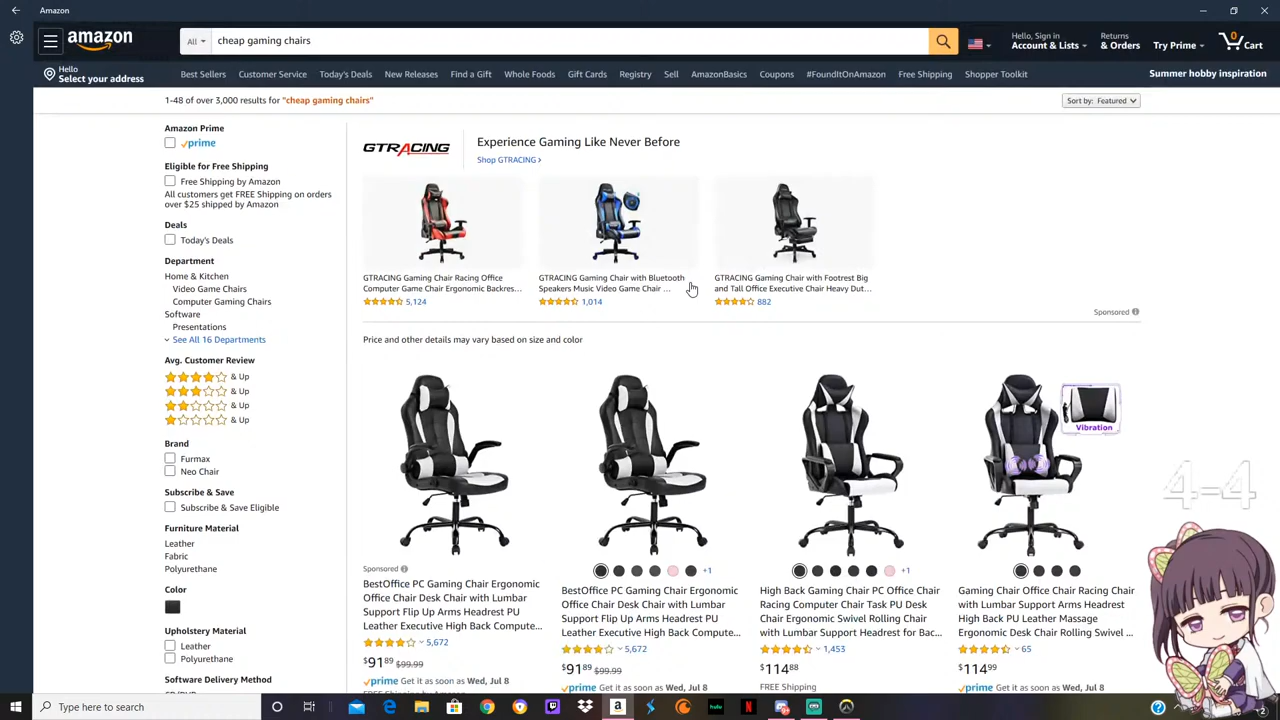 Amazon
amazon
All
cheap gaming chairs
Hello, Sign in
Account & Lists
Returns
& Orders
Try Prime
0
Cart
Hello
Select your address
Best Sellers
Customer Service
Today's Deals
New Releases
Find a Gift
Whole Foods
Gift Cards
Registry
Sell
AmazonBasics
Coupons
#FoundItOnAmazon
Free Shipping
Shopper Toolkit
Summer hobby inspiration
1-48 of over 3,000 results for "cheap gaming chairs"
Sort by: Featured
Amazon Prime
prime
Eligible for Free Shipping
Free Shipping by Amazon
All customers get FREE Shipping on orders
over $25 shipped by Amazon
Deals
Today's Deals
Department
Home & Kitchen
Video Game Chairs
Computer Gaming Chairs
Software
Presentations
See All 16 Departments
Avg. Customer Review
& Up
& Up
& Up
& Up
Brand
Furmax
Neo Chair
Subscribe & Save
Subscribe & Save Eligible
Furniture Material
Leather
Fabric
Polyurethane
Color
Upholstery Material
Leather
Polyurethane
Software Delivery Method
GTRACING
Experience Gaming Like Never Before
Shop GTRACING ›
GTRACING Gaming Chair Racing Office
Computer Game Chair Ergonomic Backres...
5,124
GTRACING Gaming Chair with Bluetooth
Speakers Music Video Game Chair ...
1,014
GTRACING Gaming Chair with Footrest Big
and Tall Office Executive Chair Heavy Dut...
882
Sponsored
Price and other details may vary based on size and color
Sponsored
BestOffice PC Gaming Chair Ergonomic
Office Chair Desk Chair with Lumbar
Support Flip Up Arms Headrest PU
Leather Executive High Back Compute...
5,672
$9189 $99.99
prime Get it as soon as Wed, Jul 8
FREE Shipping by Amazon
+1
BestOffice PC Gaming Chair Ergonomic
Office Chair Desk Chair with Lumbar
Support Flip Up Arms Headrest PU
Leather Executive High Back Compute...
5,672
$9189 $99.99
prime Get it as soon as Wed, Jul 8
+1
High Back Gaming Chair PC Office Chair
Racing Computer Chair Task PU Desk
Chair Ergonomic Swivel Rolling Chair
with Lumbar Support Headrest for Bac...
1,453
$11488
FREE Shipping
Vibration
Gaming Chair Office Chair Racing Chair
with Lumbar Support Arms Headrest
High Back PU Leather Massage
Ergonomic Desk Chair Rolling Swivel ...
65
$11499
prime Get it as soon as Wed, Jul 8
4-4
Type here to search
hulu